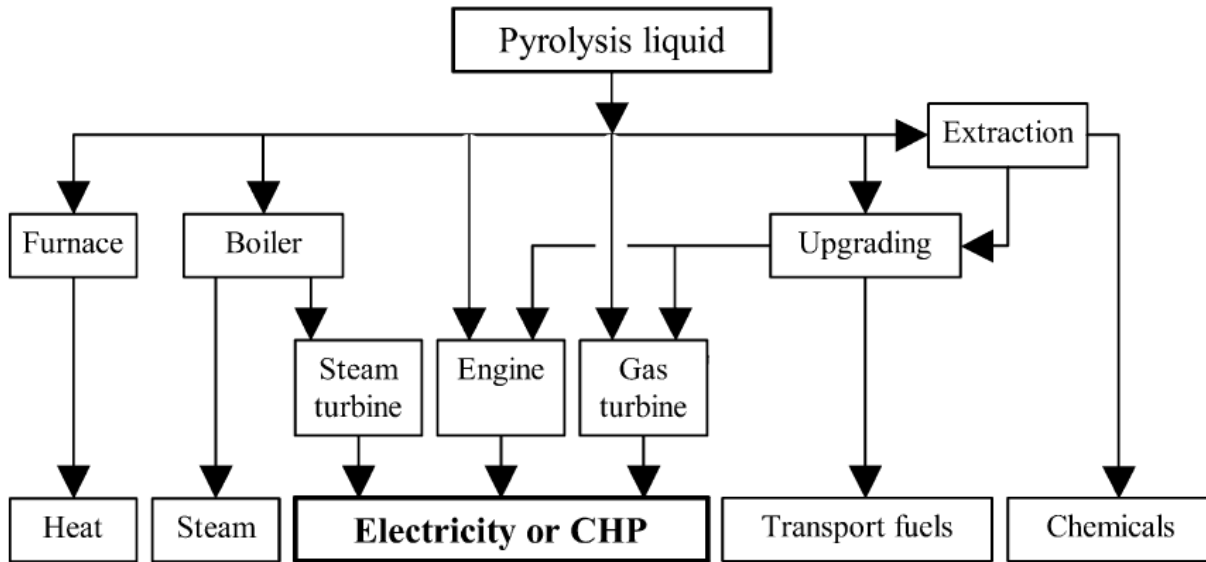 Pyrolysis liquid
Extraction
Furnace
Boiler
Upgrading
Steam
turbine
Engine
Gas
turbine
Heat
Steam
Electricity or CHP
Transport fuels
Chemicals